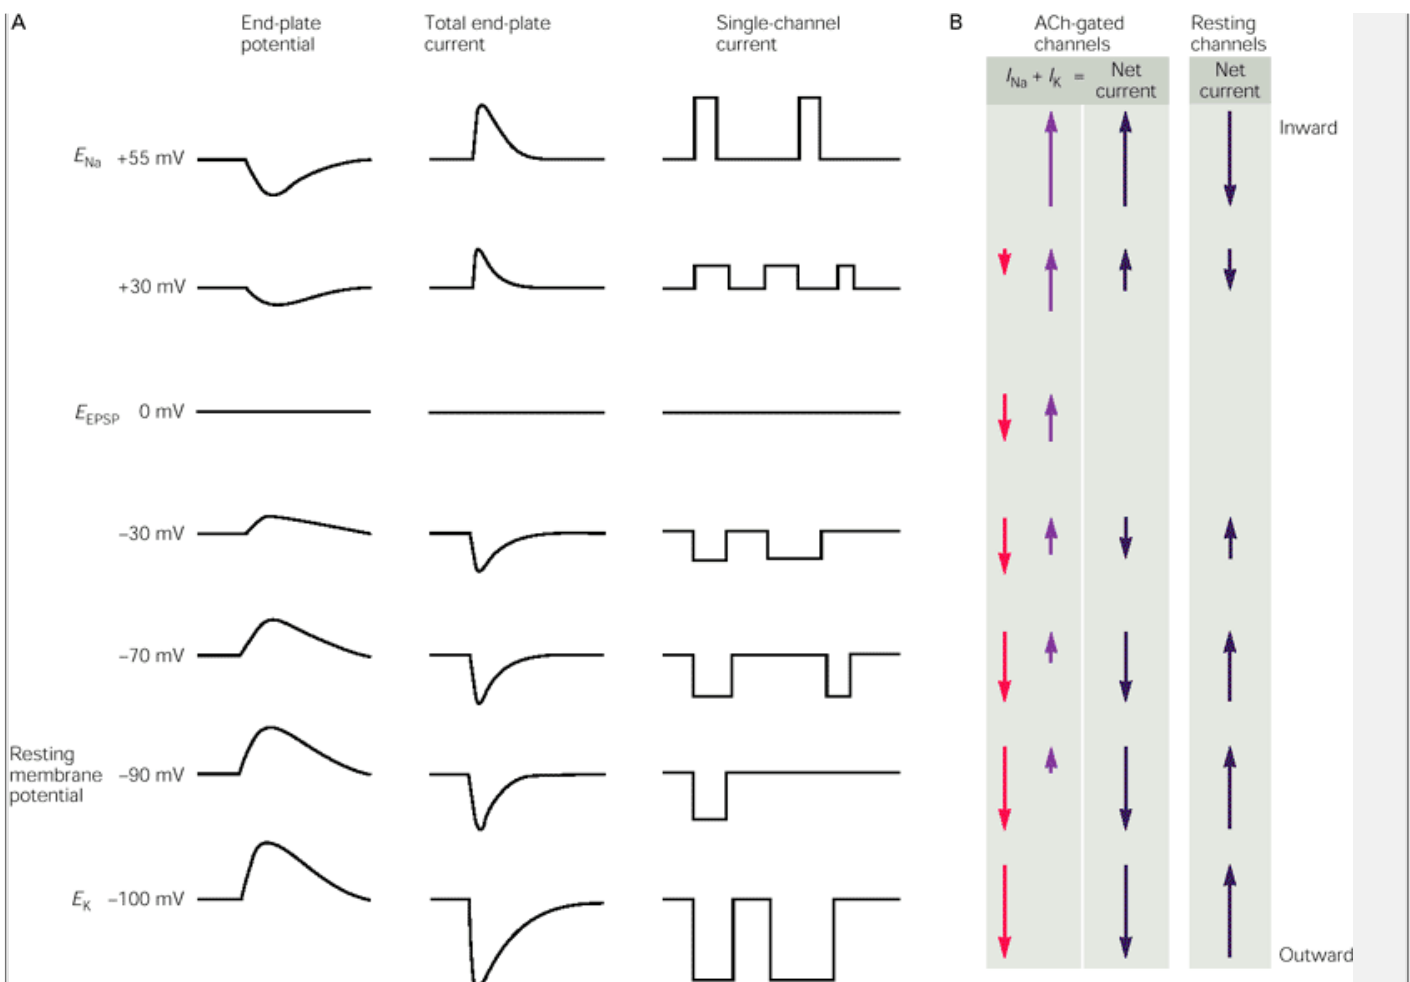 A
End-plate
potential
Total end-plate
current
Single-channel
current
B
ACh-gated
channels
Resting
channels
INa + IK =
Net
current
Net
current
Inward
ENa +55 mV
+30 mV
EEPSP 0 mV
–30 mV
–70 mV
Resting
membrane
potential
–90 mV
EK –100 mV
Outward